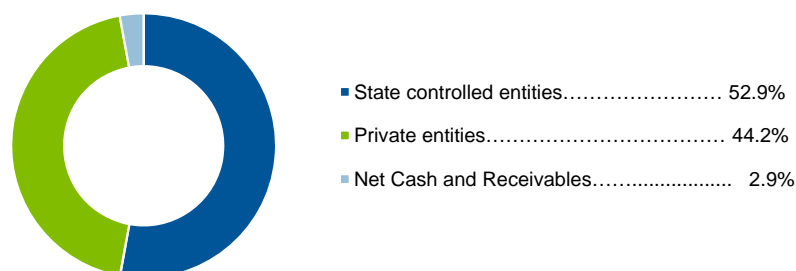 State controlled entities…………………… 52.9%
Private entities……………………………… 44.2%
Net Cash and Receivables……................... 2.9%